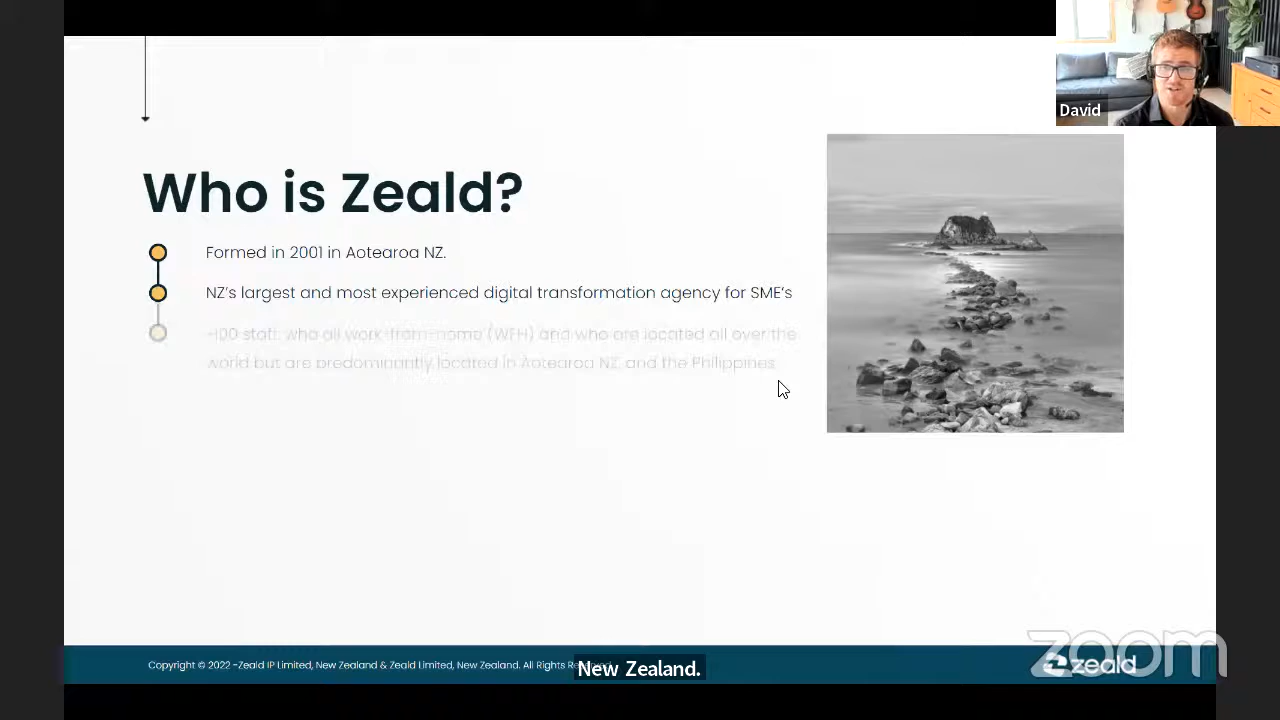 David
Who is Zeald?
Formed in 2001 in Aotearoa NZ.
NZ's largest and most experienced digital transformation agency for SME's
~100 staff who all work-from-home (WFH) and who are located all over the
world but are predominantly located in Aotearoa NZ, and the Philippines
Copyright © 2022 -Zeald IP Limited, New Zealand & Zeald Limited, New Zealand. All Rights
New Zealand.
zoom
zeald